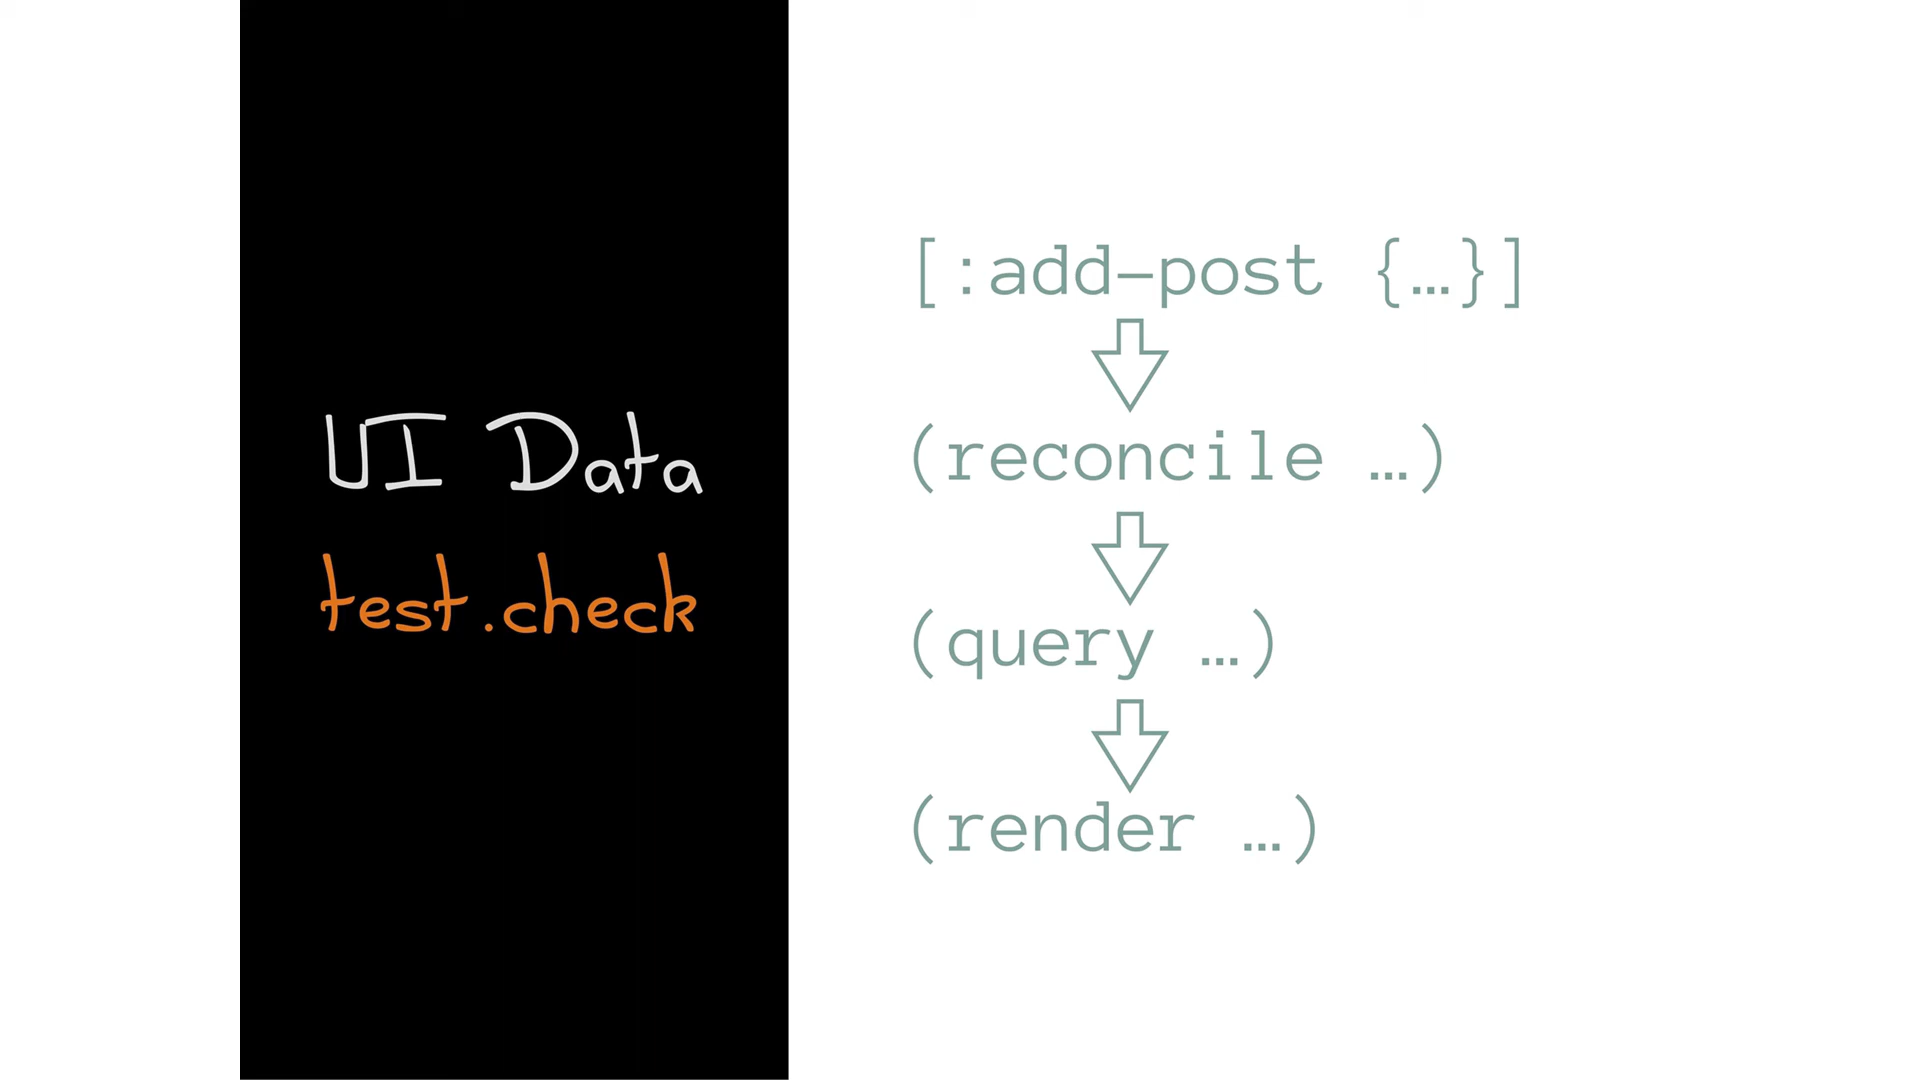 UI Data
test.check
[:add-post {…}]
(reconcile …)
(query …)
(render …)